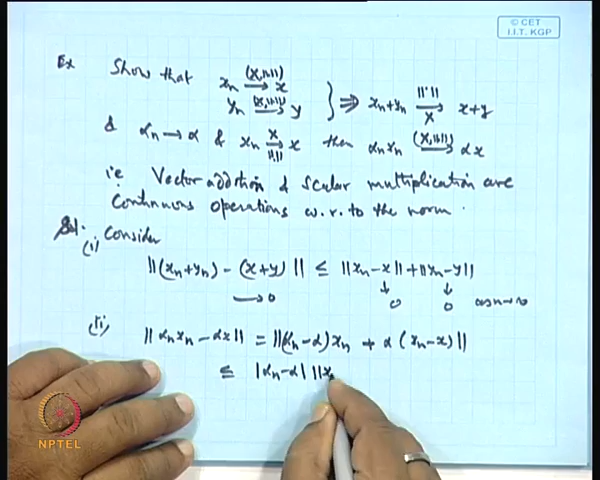 © CET
I.I.T. KGP
Ex Show that xn (X,||·||)→ x
yn (X,||·||)→ y } ⇒ xn+yn ||·||→X x+y
& αn → α & xn X→||·|| x then αn xn (X,||·||)→ αx
i.e. Vector addition & scalar multiplication are
continuous operations w.r. to the norm.
Sol. Consider
(i) ||(xn+yn) - (x+y)|| ≤ ||xn-x|| + ||yn-y||
→ 0 ↓ 0 ↓ 0 as n→∞
(ii) ||αn xn - αx|| = ||(αn-α)xn + α(xn-x)||
≤ |αn-α| ||x
NPTEL